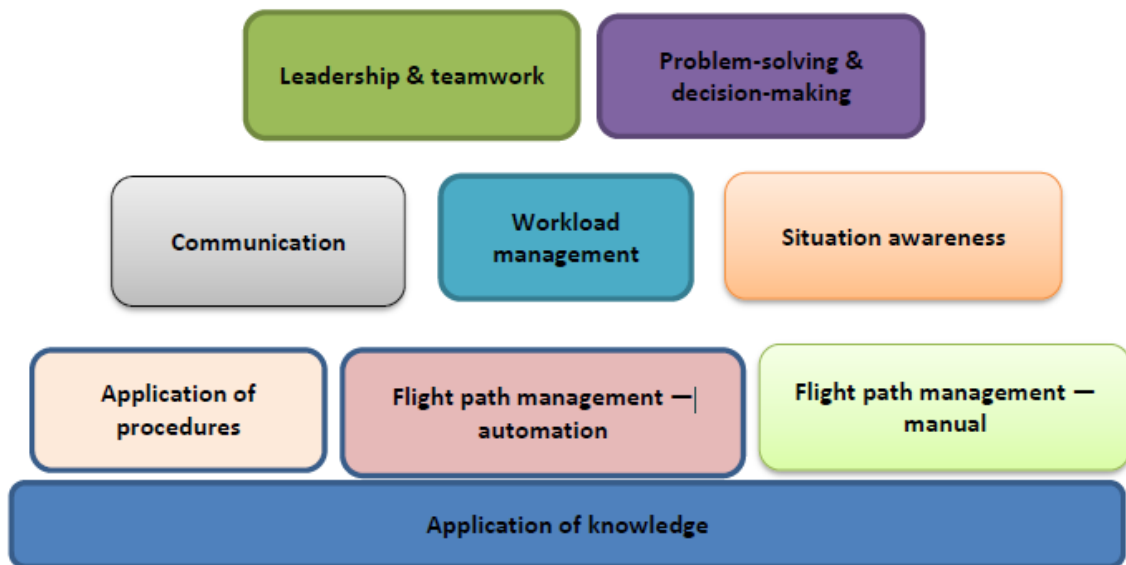 Leadership & teamwork
Problem-solving &
decision-making
Communication
Workload
management
Situation awareness
Application of
procedures
Flight path management —
automation
Flight path management —
manual
Application of knowledge